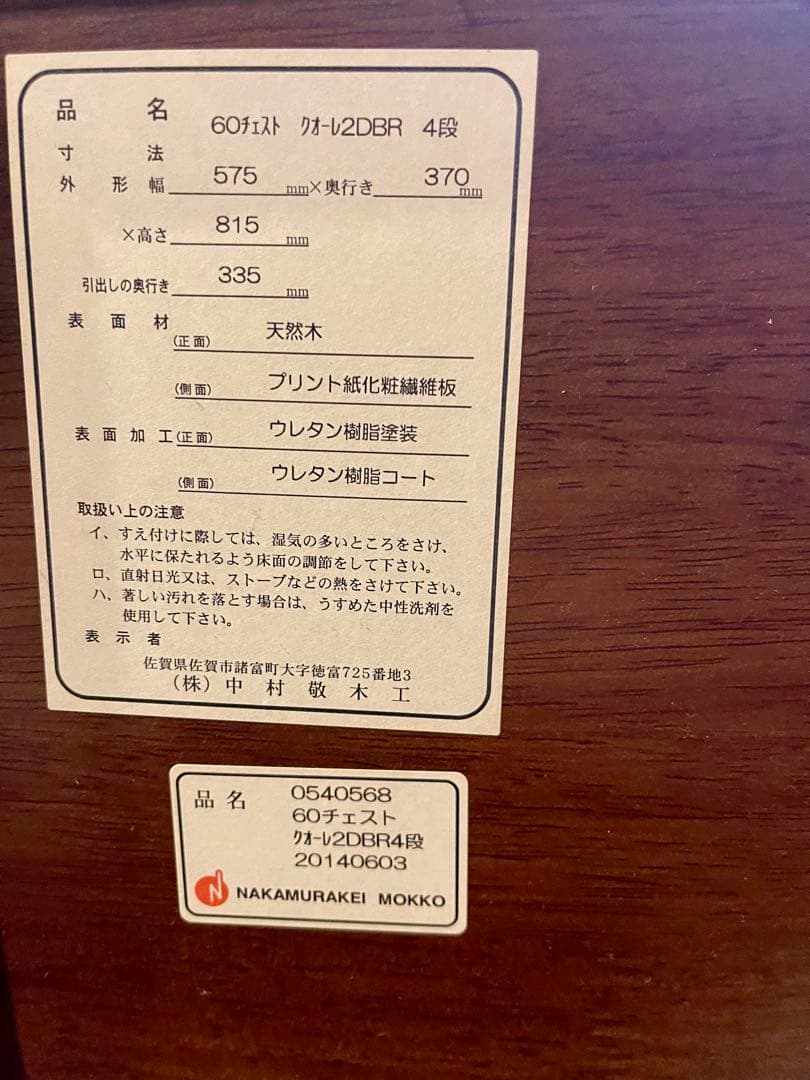 品名 60ﾁｪｽﾄ ｸｵｰﾚ2DBR 4段
寸法
外形幅 575 mm×奥行き 370 mm
×高さ 815 mm
引出しの奥行き 335 mm
表面材 (正面) 天然木
(側面) プリント紙化粧繊維板
表面加工 (正面) ウレタン樹脂塗装
(側面) ウレタン樹脂コート
取扱い上の注意
イ、すえ付けに際しては、湿気の多いところをさけ、
水平に保たれるよう床面の調節をして下さい。
ロ、直射日光又は、ストーブなどの熱をさけて下さい。
ハ、著しい汚れを落とす場合は、うすめた中性洗剤を
使用して下さい。
表示者
佐賀県佐賀市諸富町大字徳富725番地3
(株)中村敬木工
品名 0540568
60チェスト
ｸｵｰﾚ2DBR4段
20140603
N NAKAMURAKEI MOKKO